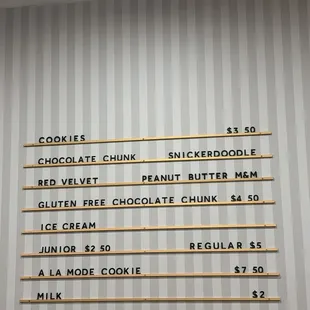 COOKIES $3 50
CHOCOLATE CHUNK SNICKERDOODLE
RED VELVET PEANUT BUTTER M&M
GLUTEN FREE CHOCOLATE CHUNK $4 50
ICE CREAM
JUNIOR $2 50 REGULAR $5
A LA MODE COOKIE $7 50
MILK $2